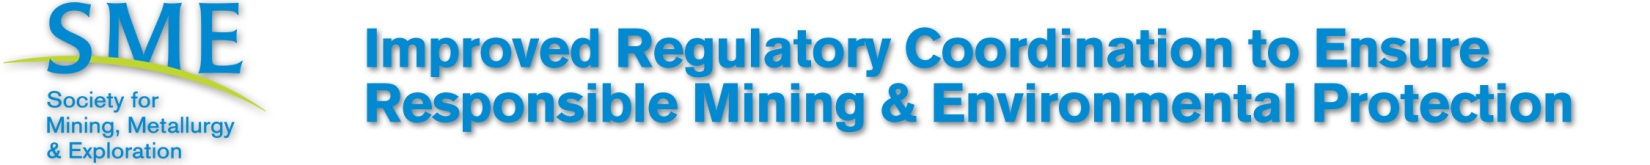 SME
Society for
Mining, Metallurgy
& Exploration
Improved Regulatory Coordination to Ensure
Responsible Mining & Environmental Protection